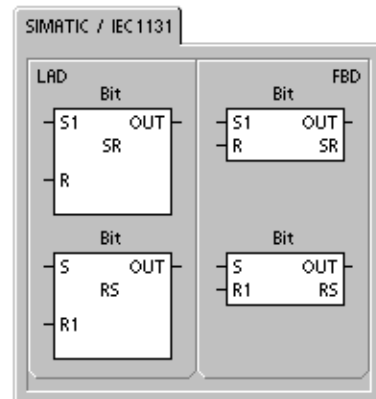 SIMATIC / IEC1131
LAD
Bit
S1 OUT
SR
R
Bit
S OUT
RS
R1
FBD
Bit
S1 OUT
R SR
Bit
S OUT
R1 RS